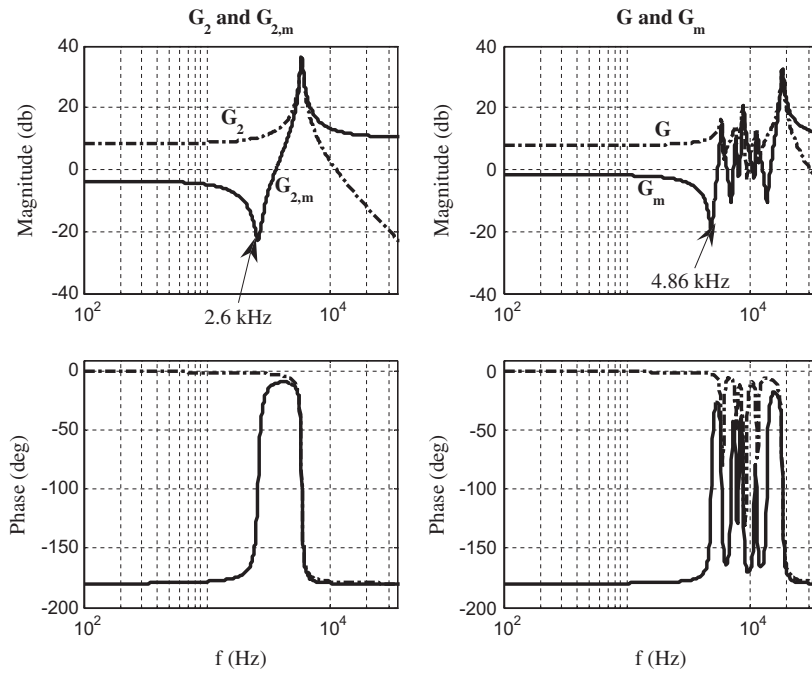 G2 and G2,m
G and Gm
Magnitude (db)
40
20
0
-20
-40
G2
G2,m
2.6 kHz
10^2
10^4
Magnitude (db)
40
20
0
-20
-40
G
Gm
4.86 kHz
10^2
10^4
Phase (deg)
0
-50
-100
-150
-200
10^2
10^4
f (Hz)
Phase (deg)
0
-50
-100
-150
-200
10^2
10^4
f (Hz)